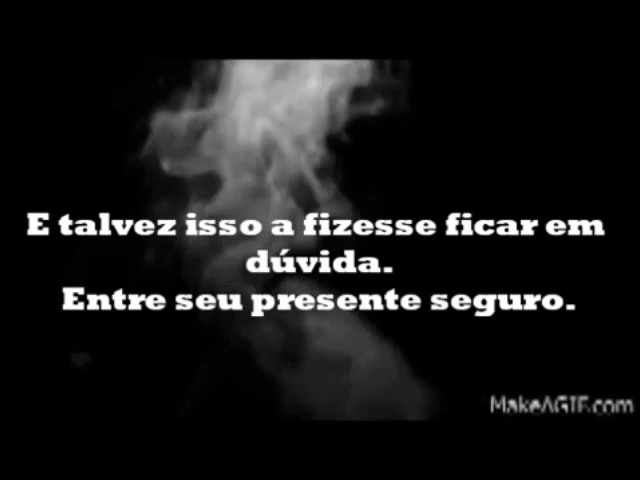 E talvez isso a fizesse ficar em
dúvida.
Entre seu presente seguro.
MakeAGIF.com